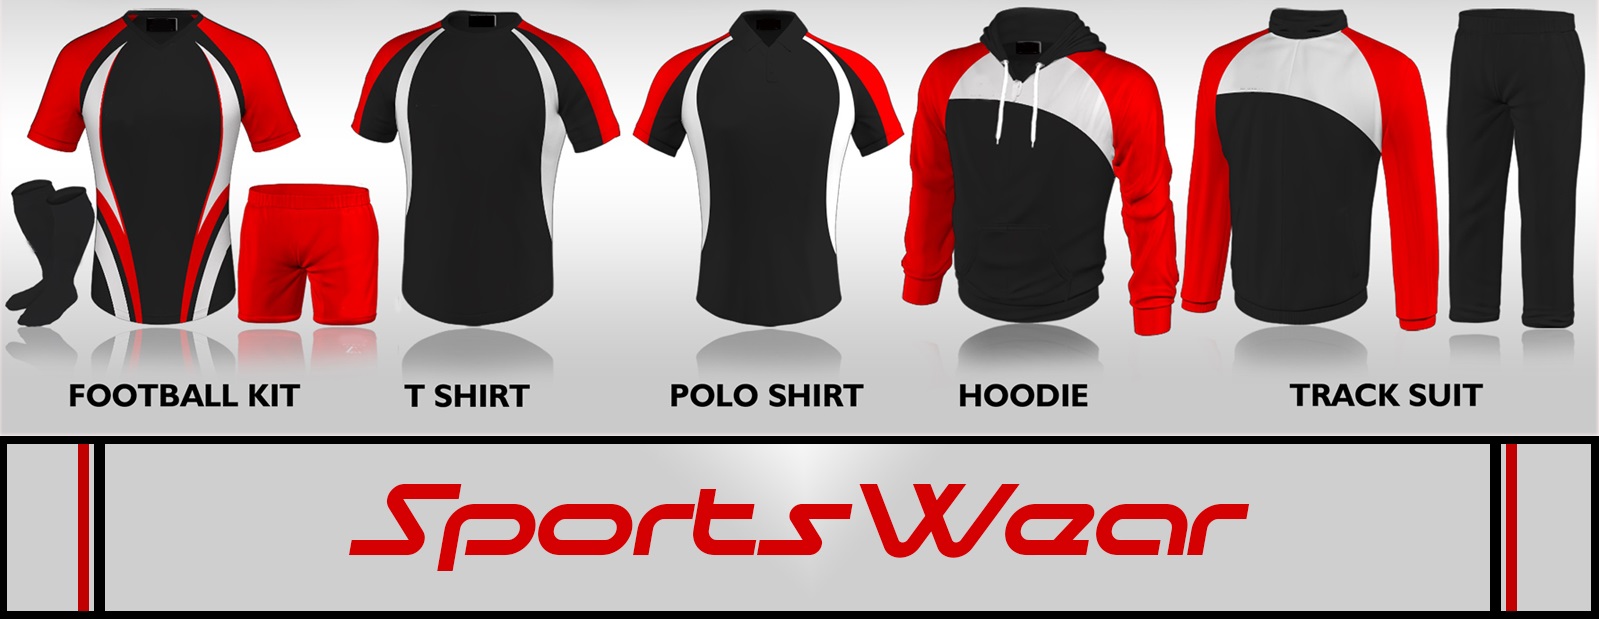 FOOTBALL KIT
T SHIRT
POLO SHIRT
HOODIE
TRACK SUIT
SportsWear